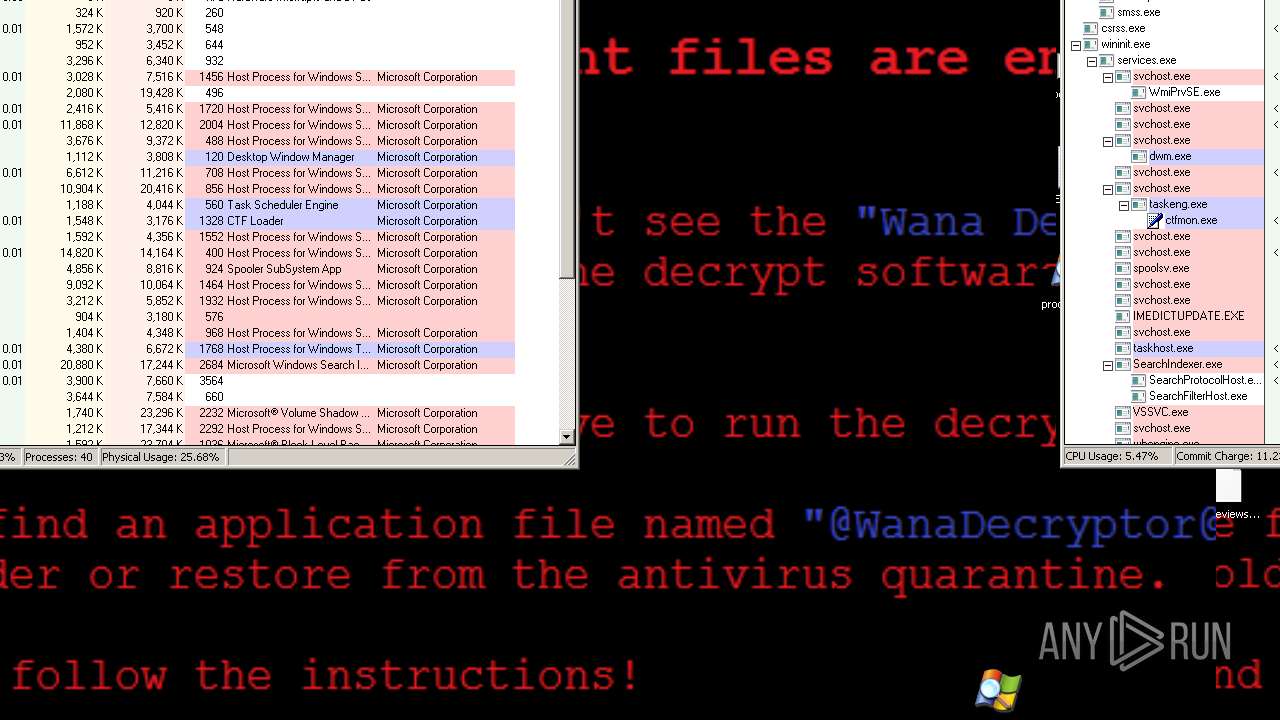 324 K 920 K 260
0.01 1,572 K 3,700 K 548
952 K 3,452 K 644
3,296 K 6,340 K 932
0.01 3,028 K 7,516 K 1456 Host Process for Windows S... Microsoft Corporation
2,080 K 19,428 K 496
0.01 2,416 K 5,416 K 1720 Host Process for Windows S... Microsoft Corporation
0.01 11,868 K 12,820 K 2004 Host Process for Windows S... Microsoft Corporation
3,676 K 9,372 K 488 Host Process for Windows S... Microsoft Corporation
1,112 K 3,808 K 120 Desktop Window Manager Microsoft Corporation
0.01 6,612 K 11,216 K 708 Host Process for Windows S... Microsoft Corporation
10,904 K 20,416 K 856 Host Process for Windows S... Microsoft Corporation
1,188 K 4,044 K 560 Task Scheduler Engine Microsoft Corporation
0.01 1,548 K 3,176 K 1328 CTF Loader Microsoft Corporation
1,592 K 4,356 K 1552 Host Process for Windows S... Microsoft Corporation
0.01 14,820 K 14,164 K 400 Host Process for Windows S... Microsoft Corporation
4,856 K 8,816 K 924 Spooler SubSystem App Microsoft Corporation
9,092 K 10,064 K 1464 Host Process for Windows S... Microsoft Corporation
3,212 K 5,852 K 1932 Host Process for Windows S... Microsoft Corporation
904 K 3,180 K 576
1,404 K 4,348 K 968 Host Process for Windows S... Microsoft Corporation
0.01 4,380 K 6,672 K 1768 Host Process for Windows T... Microsoft Corporation
0.01 20,880 K 17,244 K 2684 Microsoft Windows Search I... Microsoft Corporation
0.01 3,900 K 7,660 K 3564
3,644 K 7,584 K 660
1,740 K 23,296 K 2232 Microsoft® Volume Shadow ... Microsoft Corporation
1,212 K 17,344 K 2292 Host Process for Windows S... Microsoft Corporation
3% Processes: 40 Physical Usage: 25.68%
nt files are en
't see the "Wana De
he decrypt softwar
ve to run the decry
smss.exe
csrss.exe
wininit.exe
services.exe
svchost.exe
WmiPrvSE.exe
svchost.exe
svchost.exe
svchost.exe
dwm.exe
svchost.exe
svchost.exe
taskeng.exe
ctfmon.exe
svchost.exe
svchost.exe
spoolsv.exe
svchost.exe
svchost.exe
IMEDICTUPDATE.EXE
svchost.exe
taskhost.exe
SearchIndexer.exe
SearchProtocolHost.e...
SearchFilterHost.exe
VSSVC.exe
svchost.exe
wbengine.exe
CPU Usage: 5.47% Commit Charge: 11.23
proc
eviews...
find an application file named "@WanaDecryptor@e f
der or restore from the antivirus quarantine. old
follow the instructions! nd
ANY RUN